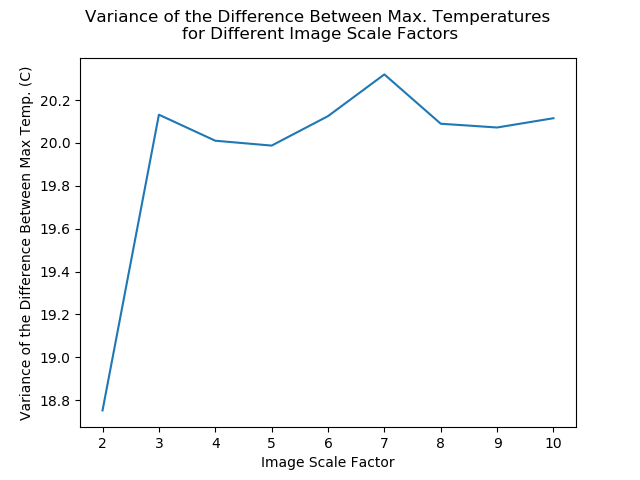 Variance of the Difference Between Max. Temperatures
for Different Image Scale Factors
Variance of the Difference Between Max Temp. (C)
20.2
20.0
19.8
19.6
19.4
19.2
19.0
18.8
2 3 4 5 6 7 8 9 10
Image Scale Factor